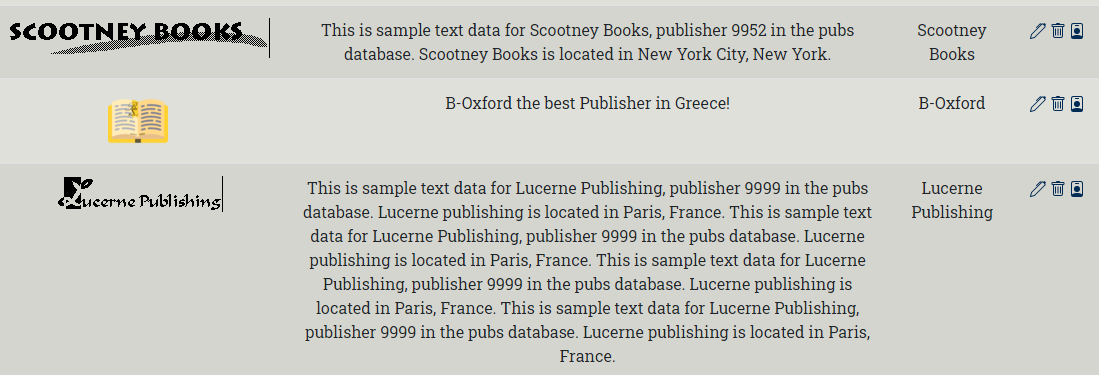 SCOOTNEY BOOKS
This is sample text data for Scootney Books, publisher 9952 in the pubs
database. Scootney Books is located in New York City, New York.
Scootney
Books
B-Oxford the best Publisher in Greece!
B-Oxford
Lucerne Publishing
This is sample text data for Lucerne Publishing, publisher 9999 in the pubs
database. Lucerne publishing is located in Paris, France. This is sample text
data for Lucerne Publishing, publisher 9999 in the pubs database. Lucerne
publishing is located in Paris, France. This is sample text data for Lucerne
Publishing, publisher 9999 in the pubs database. Lucerne publishing is
located in Paris, France. This is sample text data for Lucerne Publishing,
publisher 9999 in the pubs database. Lucerne publishing is located in Paris,
France.
Lucerne
Publishing